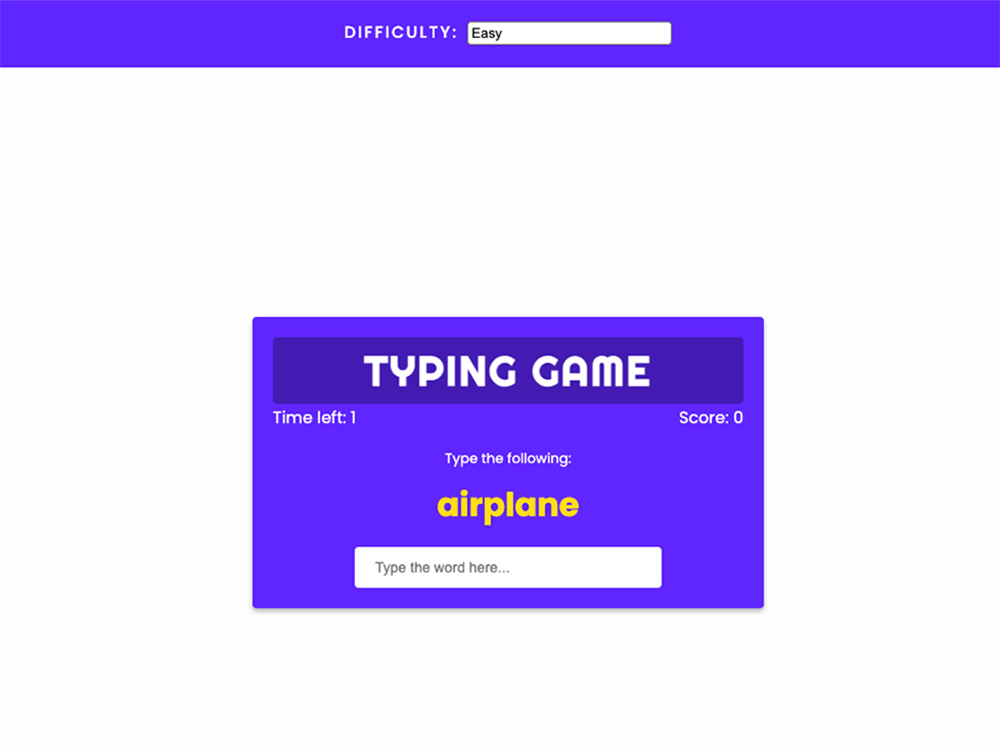 DIFFICULTY: Easy
TYPING GAME
Time left: 1 Score: 0
Type the following:
airplane
Type the word here...